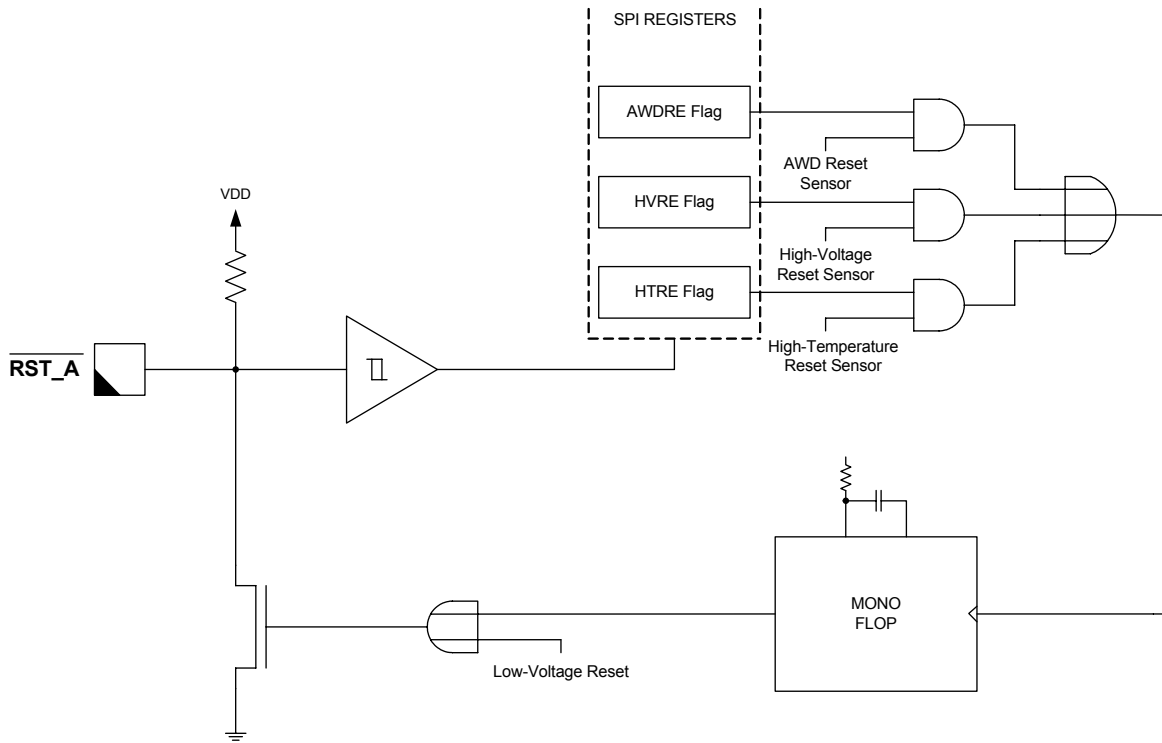 SPI REGISTERS
AWDRE Flag
AWD Reset
Sensor
VDD
HVRE Flag
High-Voltage
Reset Sensor
HTRE Flag
High-Temperature
Reset Sensor
RST_A
MONO
FLOP
Low-Voltage Reset